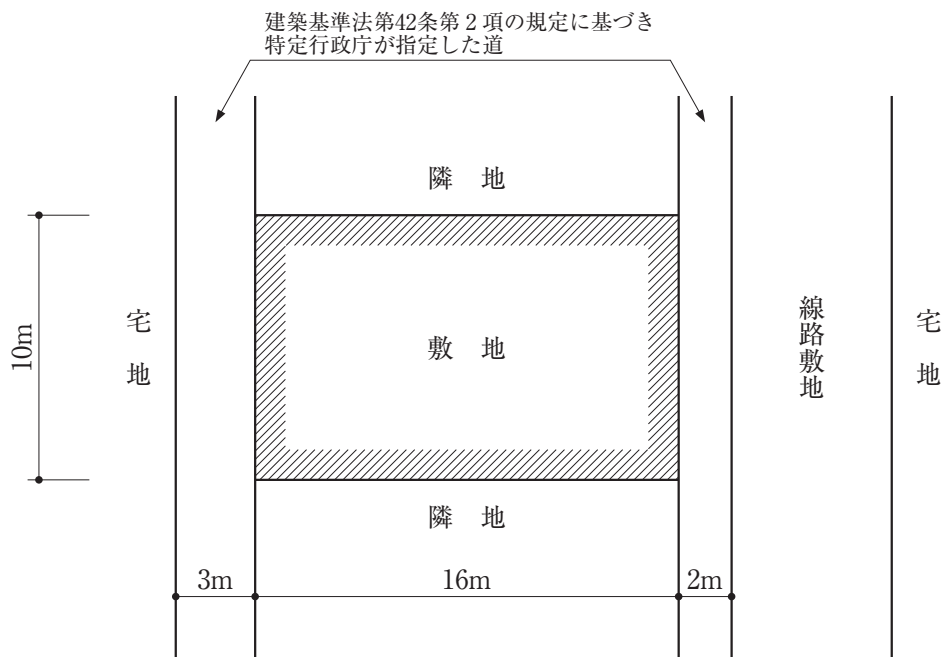 建築基準法第42条第2項の規定に基づき
特定行政庁が指定した道
隣 地
宅 地
10m
敷 地
線路敷地
宅 地
隣 地
3m
16m
2m